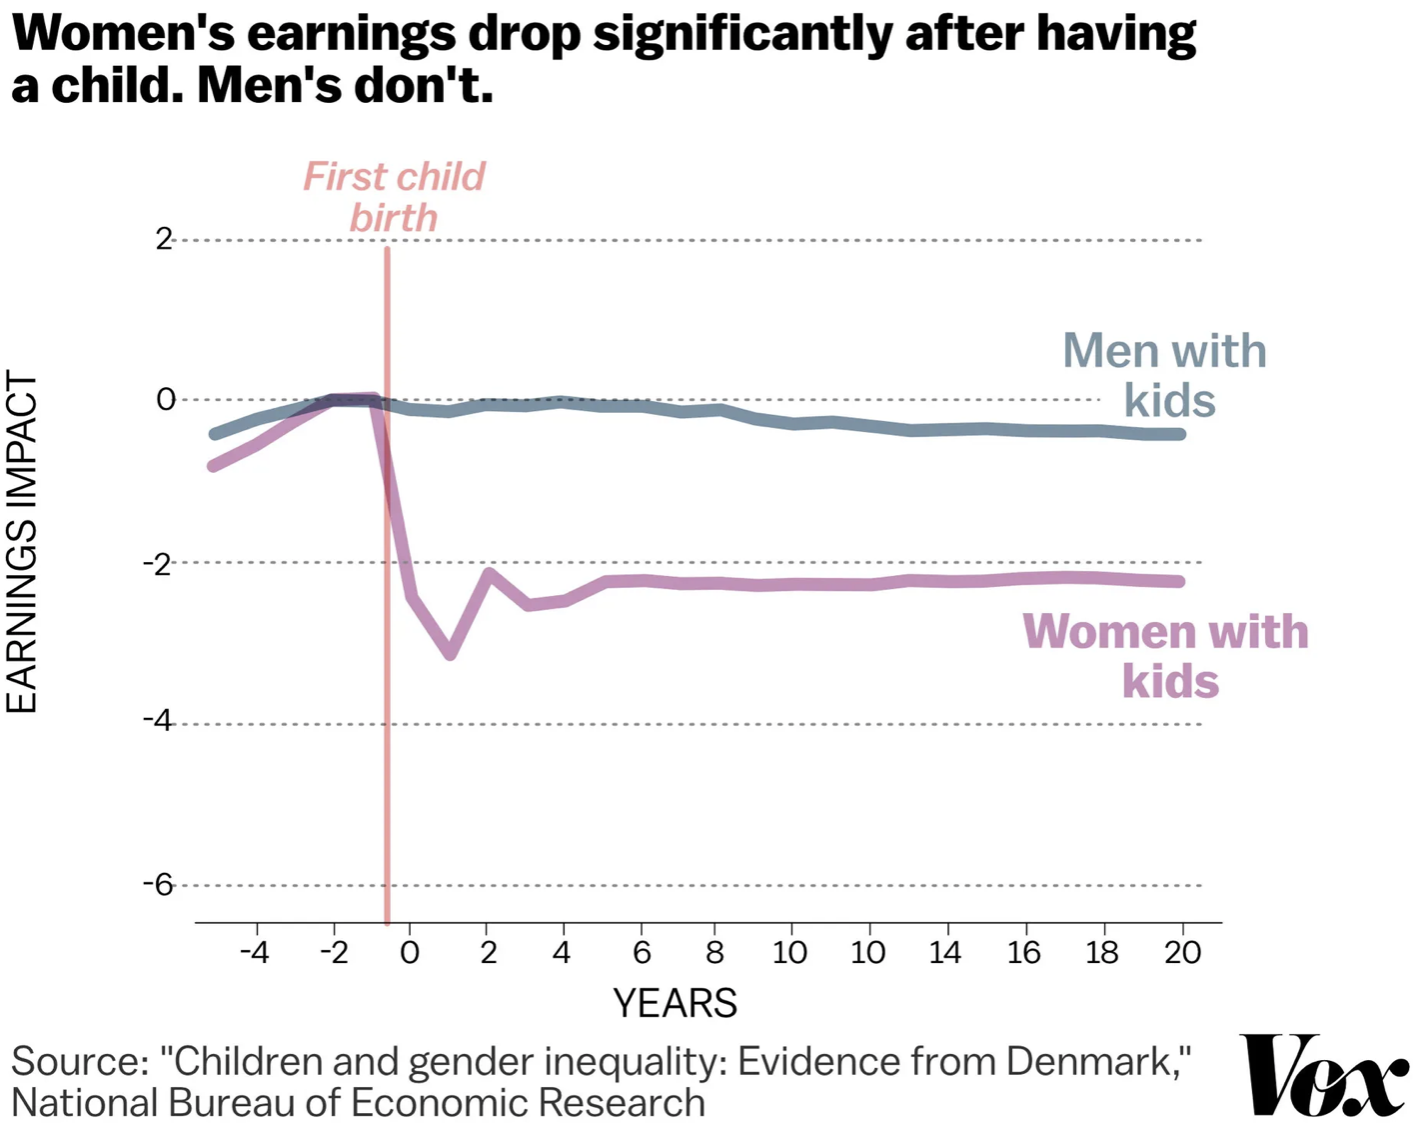 Women's earnings drop significantly after having
a child. Men's don't.
First child
birth
2
Men with
kids
0
EARNINGS IMPACT
-2
Women with
kids
-4
-6
-4 -2 0 2 4 6 8 10 10 14 16 18 20
YEARS
Source: "Children and gender inequality: Evidence from Denmark,"
National Bureau of Economic Research
Vox